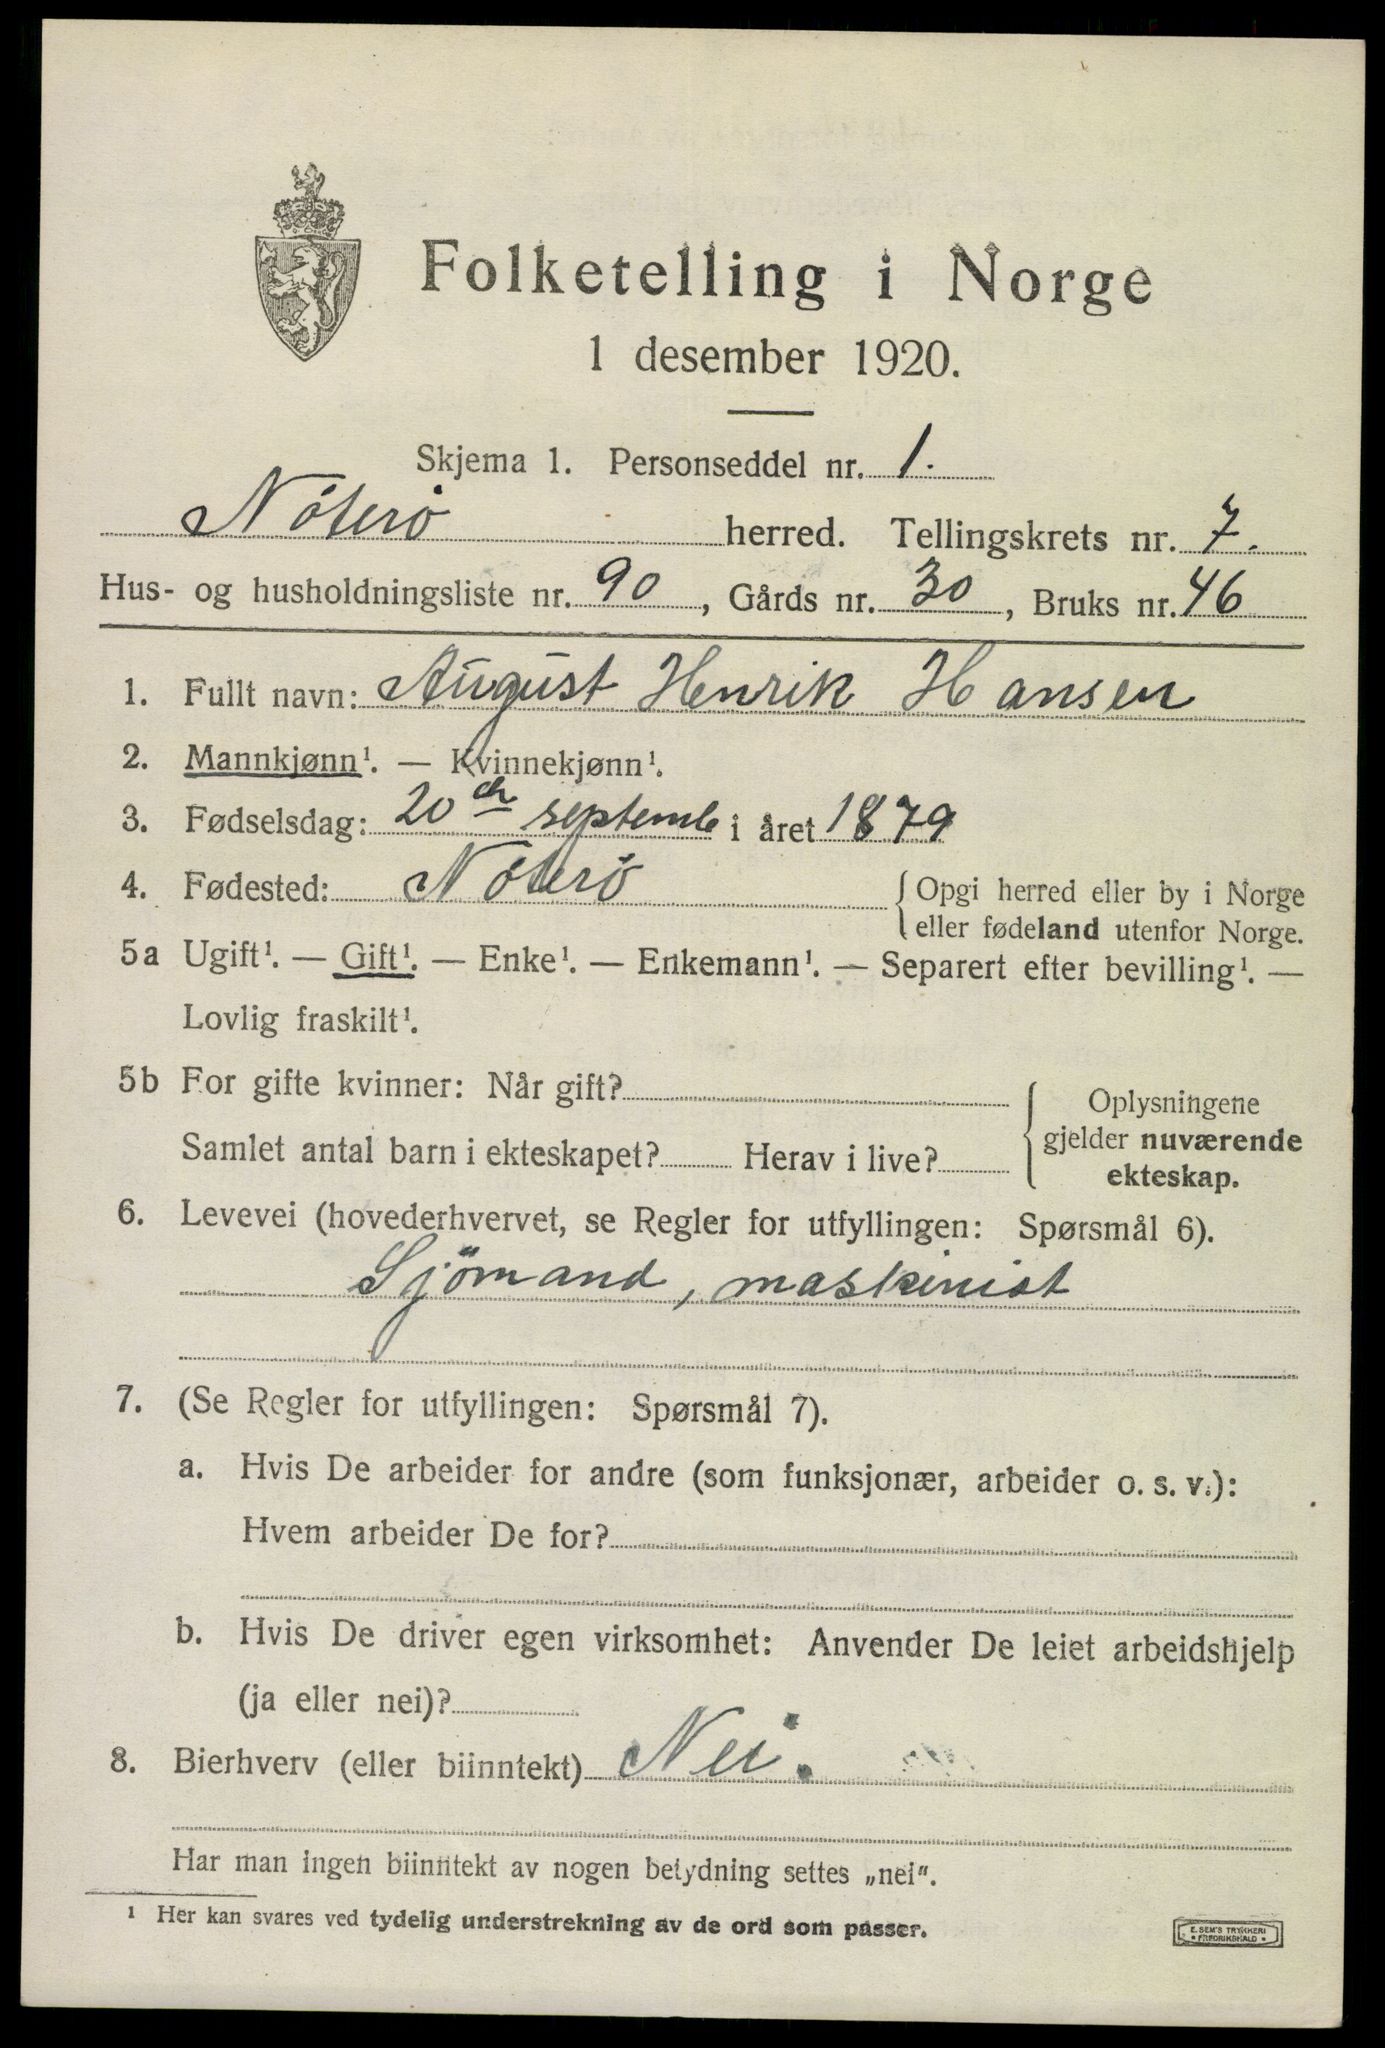 Folketelling i Norge
1 desember 1920.
Skjema 1. Personseddel nr. 1.
Nöterö herred. Tellingskrets nr. 7.
Hus- og husholdningsliste nr. 90, Gårds nr. 30, Bruks nr. 46
1. Fullt navn: August Henrik Hansen
2. Mannkjønn¹. — Kvinnekjønn¹.
3. Fødselsdag: 20de septemb i året 1879
4. Fødested: Nöterö { Opgi herred eller by i Norge
eller fødeland utenfor Norge.
5a Ugift¹. — Gift¹. — Enke¹. — Enkemann¹. — Separert efter bevilling¹. —
Lovlig fraskilt¹.
5b For gifte kvinner: Når gift? { Oplysningene
Samlet antal barn i ekteskapet? Herav i live? gjelder nuværende
ekteskap.
6. Levevei (hovederhvervet, se Regler for utfyllingen: Spørsmål 6).
Sjömand, maskinist
7. (Se Regler for utfyllingen: Spørsmål 7).
a. Hvis De arbeider for andre (som funksjonær, arbeider o. s. v.):
Hvem arbeider De for?
b. Hvis De driver egen virksomhet: Anvender De leiet arbeidshjelp
(ja eller nei)?
8. Bierhverv (eller biinntekt) Nei.
Har man ingen biinntekt av nogen betydning settes „nei".
¹ Her kan svares ved tydelig understrekning av de ord som passer.
E. SEM'S TRYKKERI
• FREDRIKSHALD •